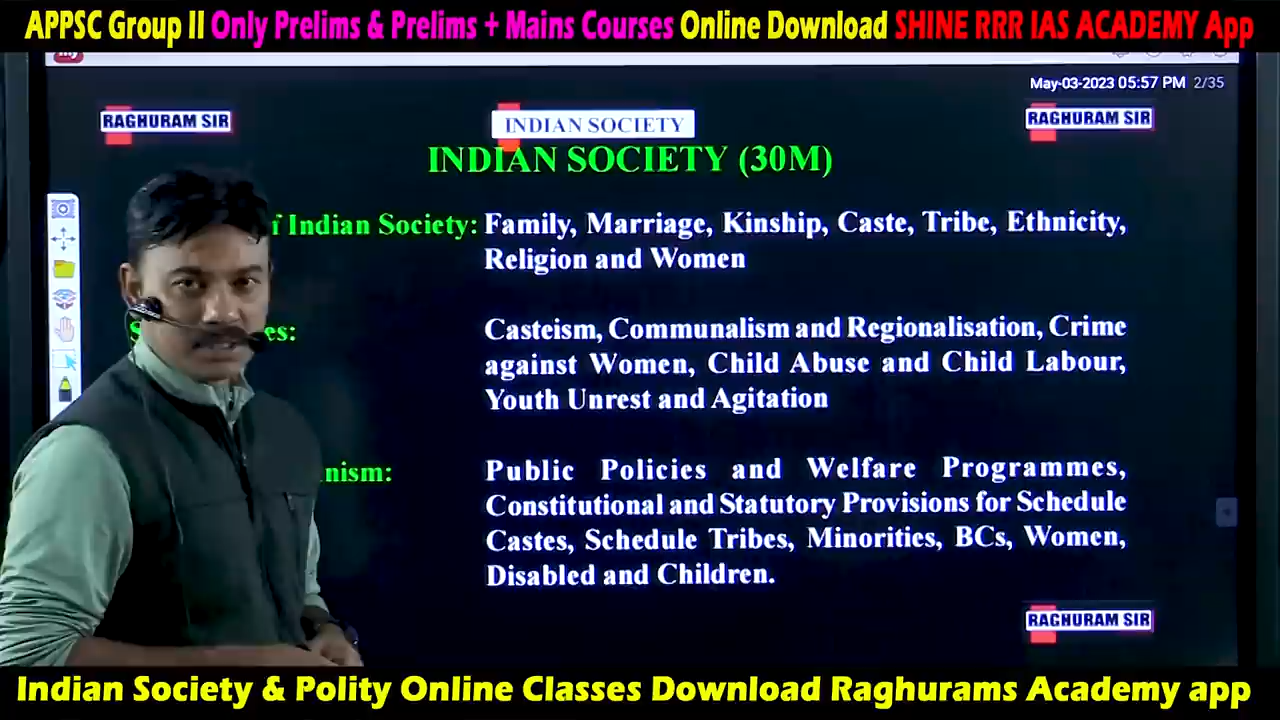 APPSC Group II Only Prelims & Prelims + Mains Courses Online Download SHINE RRR IAS ACADEMY App
May-03-2023 05:57 PM 2/35
RAGHURAM SIR
INDIAN SOCIETY
RAGHURAM SIR
INDIAN SOCIETY (30M)
f Indian Society: Family, Marriage, Kinship, Caste, Tribe, Ethnicity,
Religion and Women
S es: Casteism, Communalism and Regionalisation, Crime
against Women, Child Abuse and Child Labour,
Youth Unrest and Agitation
nism: Public Policies and Welfare Programmes,
Constitutional and Statutory Provisions for Schedule
Castes, Schedule Tribes, Minorities, BCs, Women,
Disabled and Children.
RAGHURAM SIR
Indian Society & Polity Online Classes Download Raghurams Academy app